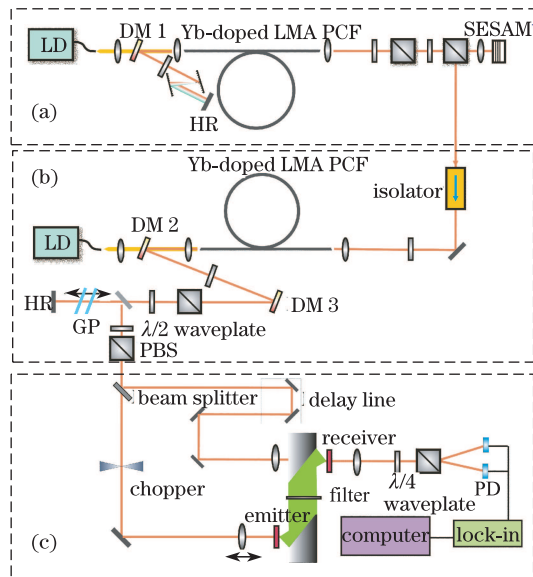 (a)
LD
DM 1
Yb-doped LMA PCF
SESAM
HR
(b)
Yb-doped LMA PCF
isolator
LD
DM 2
HR
GP
DM 3
λ/2 waveplate
PBS
beam splitter
delay line
receiver
chopper
filter
λ/4
waveplate
PD
emitter
computer
lock-in
(c)